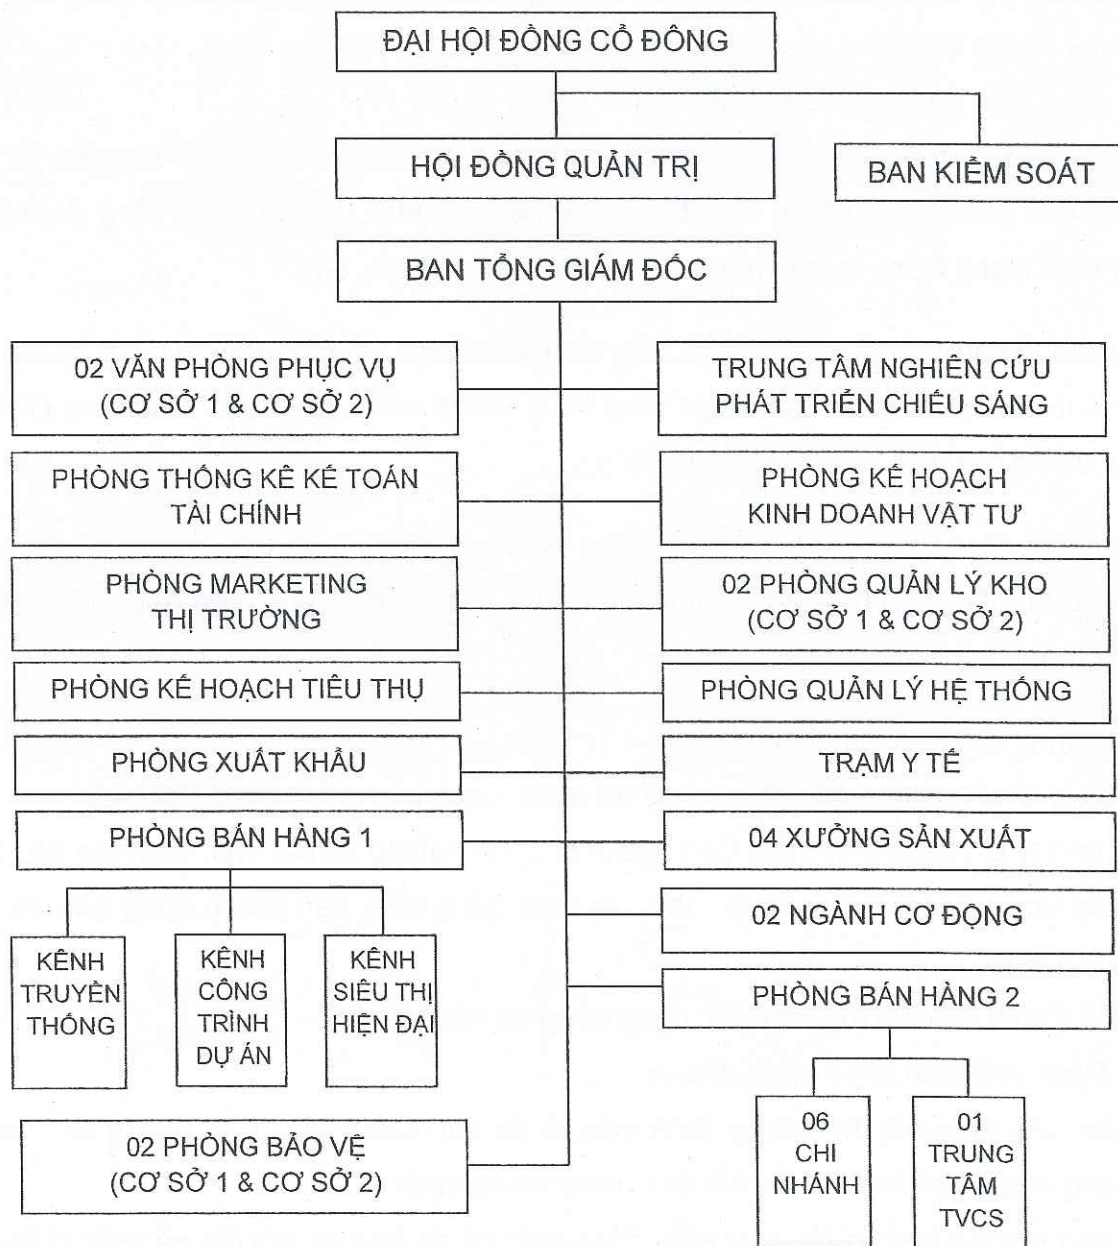 ĐẠI HỘI ĐỒNG CỔ ĐÔNG
HỘI ĐỒNG QUẢN TRỊ
BAN KIỂM SOÁT
BAN TỔNG GIÁM ĐỐC
02 VĂN PHÒNG PHỤC VỤ
(CƠ SỞ 1 & CƠ SỞ 2)
TRUNG TÂM NGHIÊN CỨU
PHÁT TRIỂN CHIẾU SÁNG
PHÒNG THỐNG KÊ KẾ TOÁN
TÀI CHÍNH
PHÒNG KẾ HOẠCH
KINH DOANH VẬT TƯ
PHÒNG MARKETING
THỊ TRƯỜNG
02 PHÒNG QUẢN LÝ KHO
(CƠ SỞ 1 & CƠ SỞ 2)
PHÒNG KẾ HOẠCH TIÊU THỤ
PHÒNG QUẢN LÝ HỆ THỐNG
PHÒNG XUẤT KHẨU
TRẠM Y TẾ
PHÒNG BÁN HÀNG 1
04 XƯỞNG SẢN XUẤT
02 NGÀNH CƠ ĐỘNG
KÊNH
TRUYỀN
THỐNG
KÊNH
CÔNG
TRÌNH
DỰ ÁN
KÊNH
SIÊU THỊ
HIỆN ĐẠI
PHÒNG BÁN HÀNG 2
02 PHÒNG BẢO VỆ
(CƠ SỞ 1 & CƠ SỞ 2)
06
CHI
NHÁNH
01
TRUNG
TÂM
TVCS